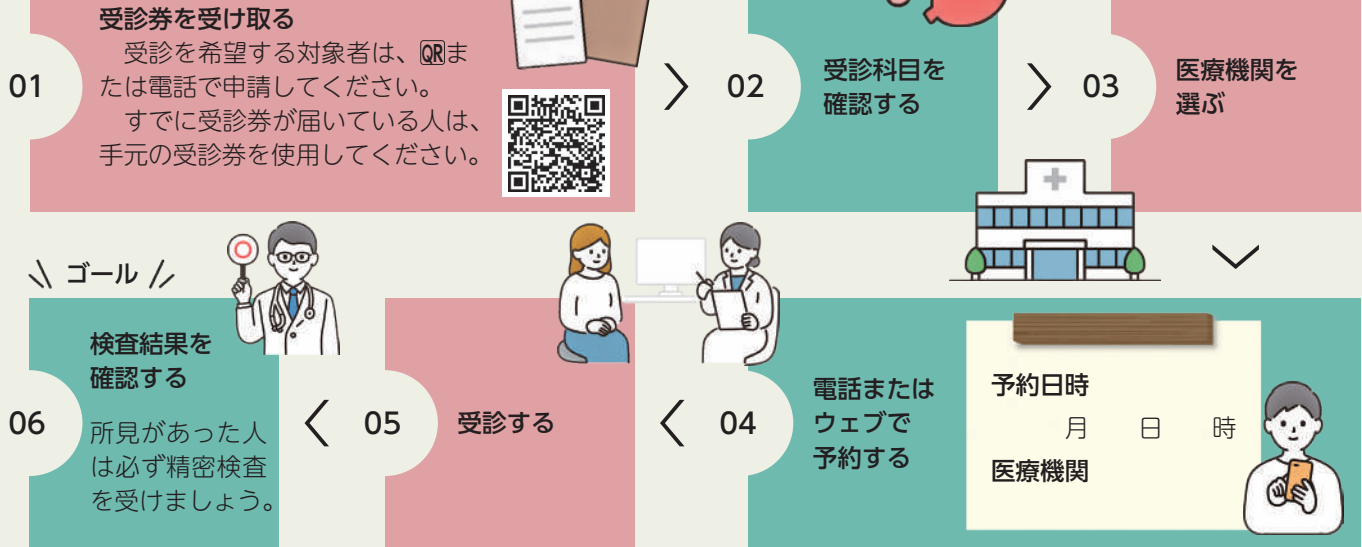 01
受診券を受け取る
　受診を希望する対象者は、QRま
たは電話で申請してください。
　すでに受診券が届いている人は、
手元の受診券を使用してください。
02
受診科目を
確認する
03
医療機関を
選ぶ
04
電話または
ウェブで
予約する
予約日時
月　日　時
医療機関
05
受診する
ゴール
06
検査結果を
確認する
所見があった人
は必ず精密検査
を受けましょう。